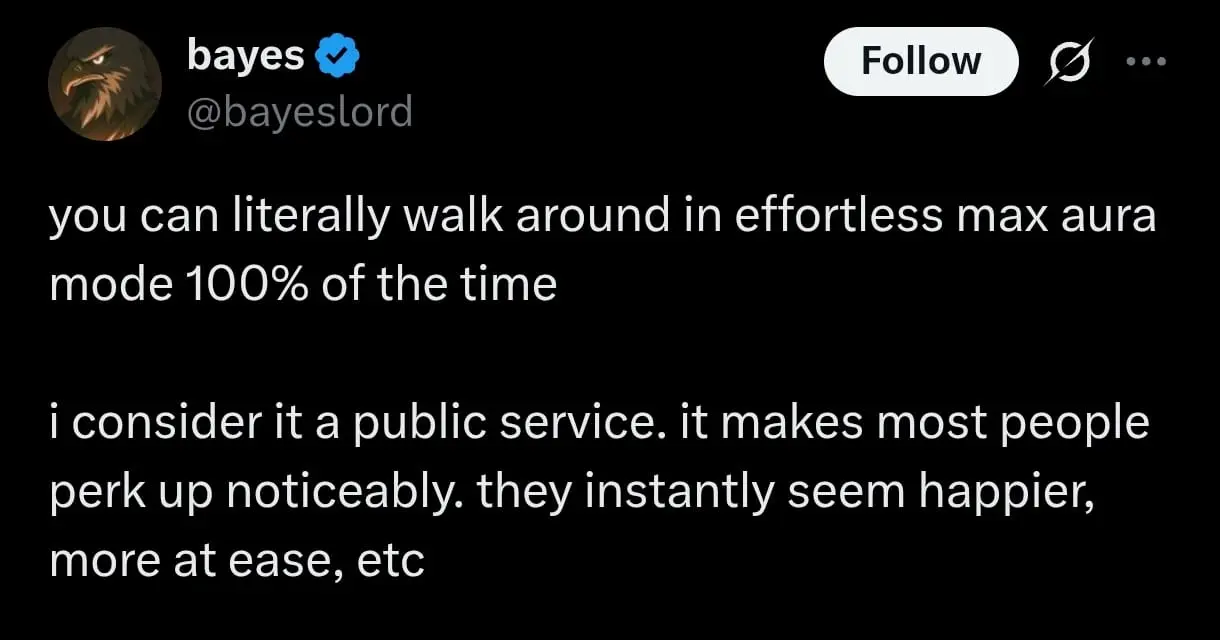 bayes
Follow
@bayeslord
you can literally walk around in effortless max aura
mode 100% of the time
i consider it a public service. it makes most people
perk up noticeably. they instantly seem happier,
more at ease, etc